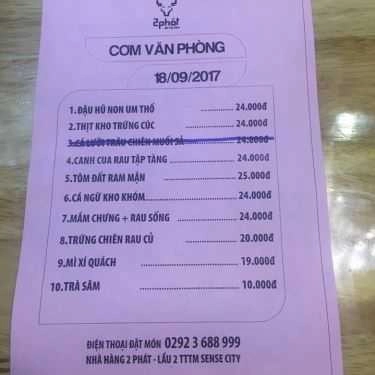 2phát
CƠM VĂN PHÒNG
18/09/2017
1.ĐẬU HŨ NON UM THỐ ................ 24.000đ
2.THỊT KHO TRỨNG CÚC ................ 24.000đ
3.CÁ LƯỠI TRÂU CHIÊN MUỐI SẢ ........ 24.000đ
4.CANH CUA RAU TẬP TÀNG ............ 24.000đ
5.TÔM ĐẤT RAM MẶN ................ 25.000đ
6.CÁ NGỪ KHO KHÓM ................ 24.000đ
7.MẮM CHƯNG + RAU SỐNG ............ 24.000đ
8.TRỨNG CHIÊN RAU CỦ ................ 20.000đ
9.MÌ XÍ QUÁCH ................ 19.000đ
10.TRÀ SÂM ................ 10.000đ
ĐIỆN THOẠI ĐẶT MÓN 0292 3 688 999
NHÀ HÀNG 2 PHÁT - LẦU 2 TTTM SENSE CITY